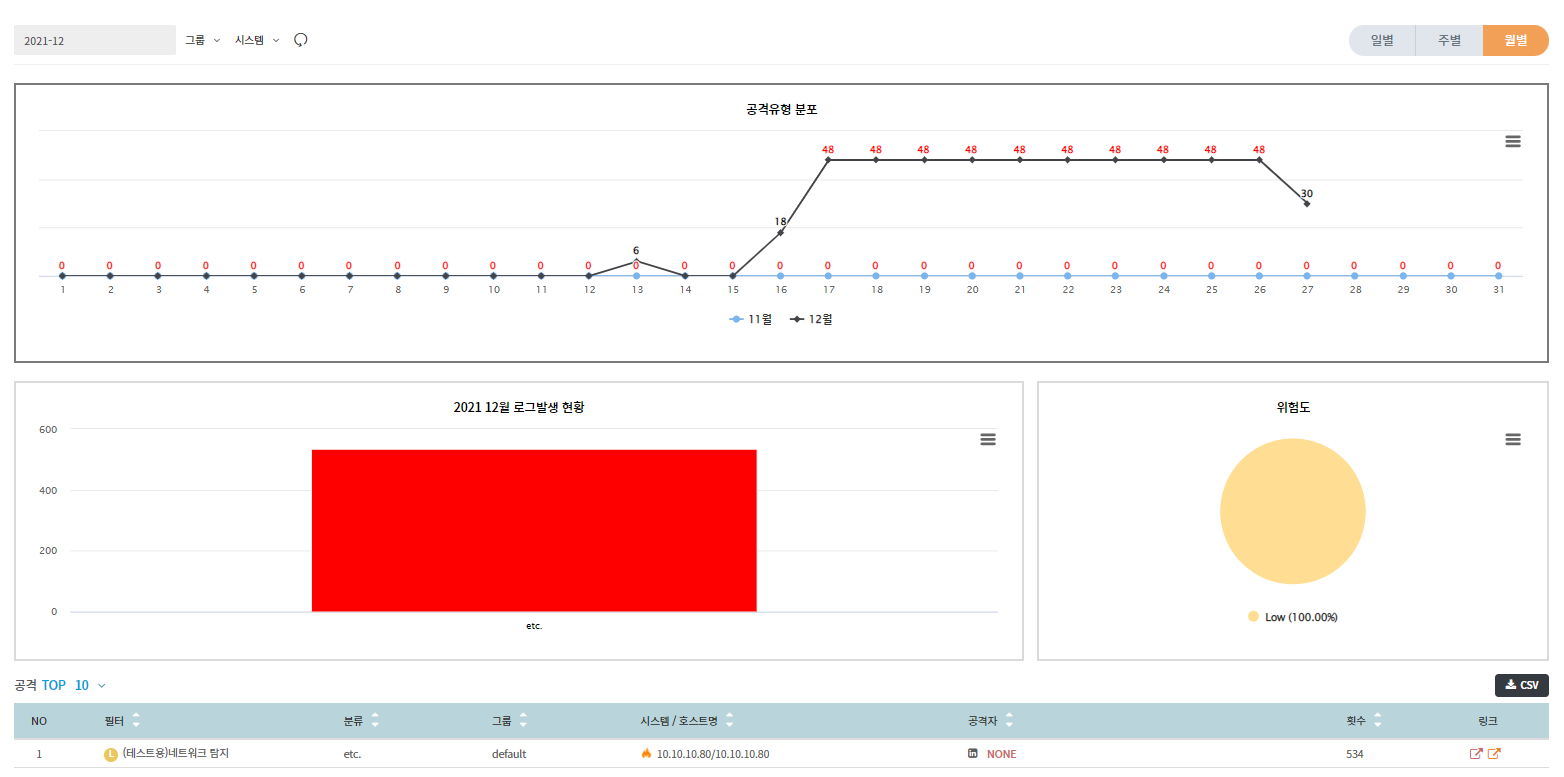 2021-12 그룹 시스템 일별 주별 월별
공격유형 분포
48 48 48 48 48 48 48 48 48 48
30
18
6
0 0 0 0 0 0 0 0 0 0 0 0 0 0 0 0 0 0 0 0 0 0 0 0 0 0 0 0 0 0 0
1 2 3 4 5 6 7 8 9 10 11 12 13 14 15 16 17 18 19 20 21 22 23 24 25 26 27 28 29 30 31
11월 12월
2021 12월 로그발생 현황
600
400
200
0
etc.
위험도
Low (100.00%)
공격 TOP 10 CSV
NO 필터 분류 그룹 시스템 / 호스트명 공격자 횟수 링크
1 L (테스트용)네트워크 탐지 etc. default 10.10.10.80/10.10.10.80 in NONE 534